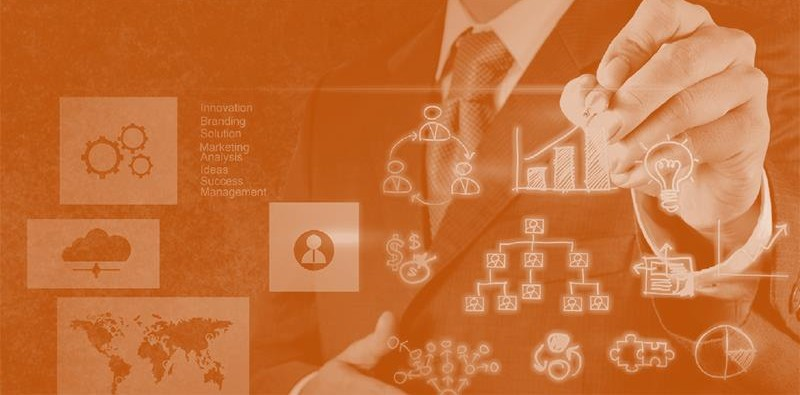 Innovation
Branding
Solution
Marketing
Analysis
Ideas
Success
Management
$
$
$